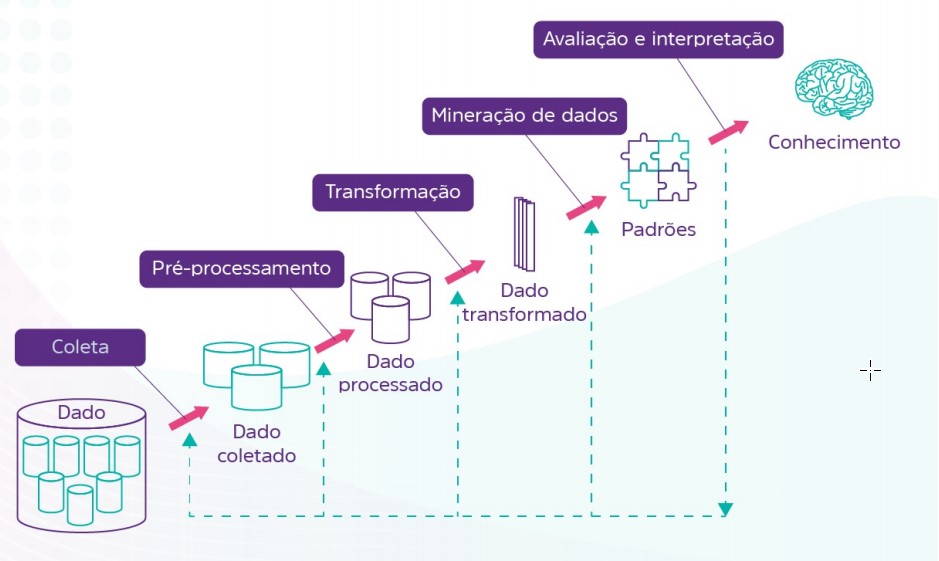 Avaliação e interpretação
Conhecimento
Mineração de dados
Padrões
Transformação
Dado
transformado
Pré-processamento
Dado
processado
Coleta
Dado
coletado
Dado